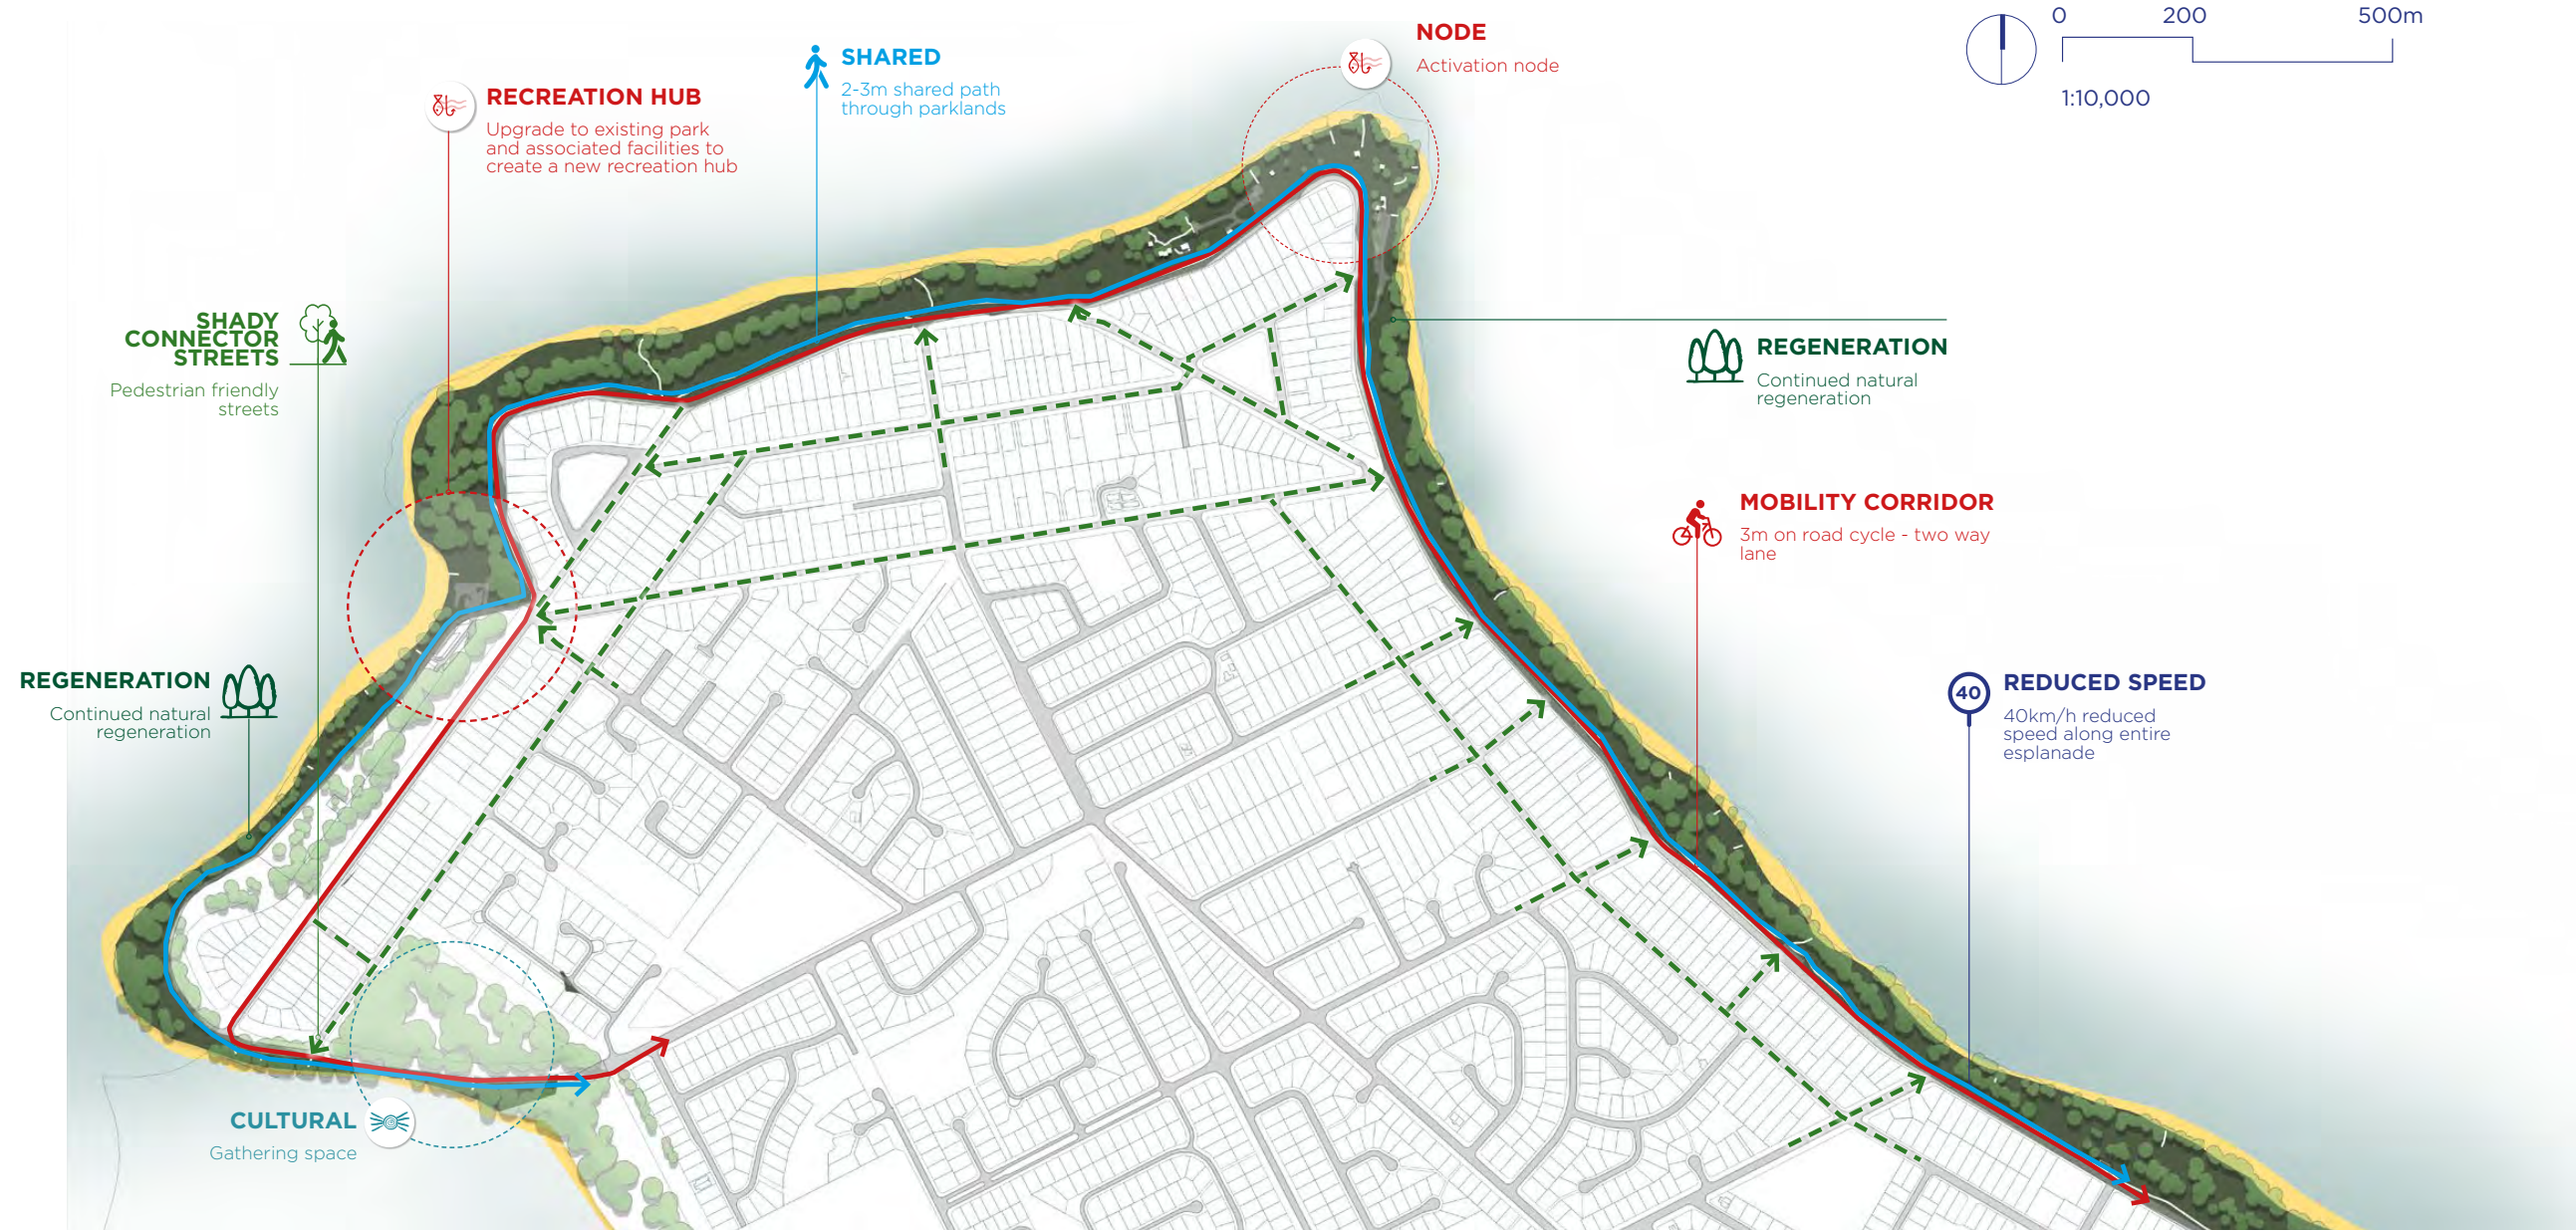 0 200 500m
1:10,000
NODE
Activation node
SHARED
2-3m shared path
through parklands
RECREATION HUB
Upgrade to existing park
and associated facilities to
create a new recreation hub
SHADY
CONNECTOR
STREETS
Pedestrian friendly
streets
REGENERATION
Continued natural
regeneration
MOBILITY CORRIDOR
3m on road cycle - two way
lane
REGENERATION
Continued natural
regeneration
40
REDUCED SPEED
40km/h reduced
speed along entire
esplanade
CULTURAL
Gathering space